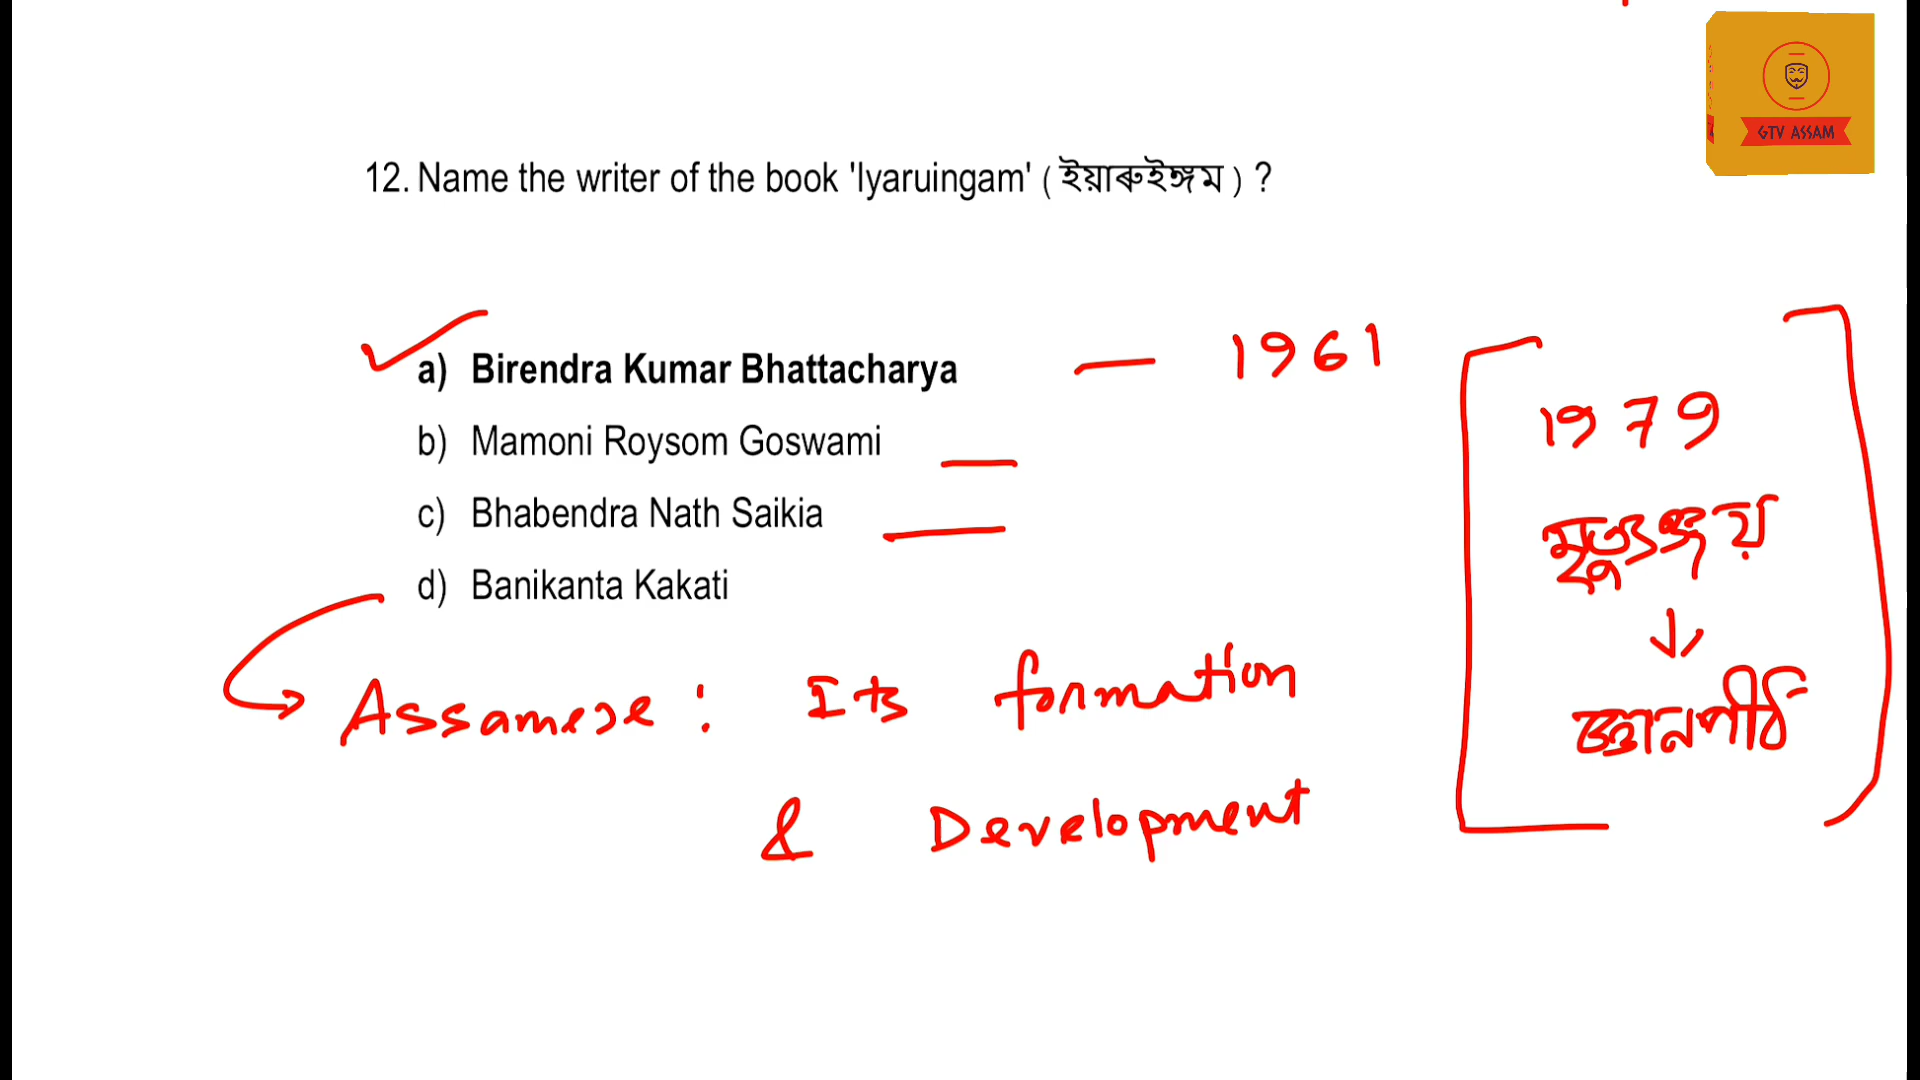 GTV ASSAM
12. Name the writer of the book 'Iyaruingam' ( ইয়াৰুইঙ্গম ) ?
a) Birendra Kumar Bhattacharya — 1961
b) Mamoni Roysom Goswami
c) Bhabendra Nath Saikia
d) Banikanta Kakati
Assamese : Its formation
& Development
1979
মৃত্যুঞ্জয়
↓
জ্ঞানপীঠ